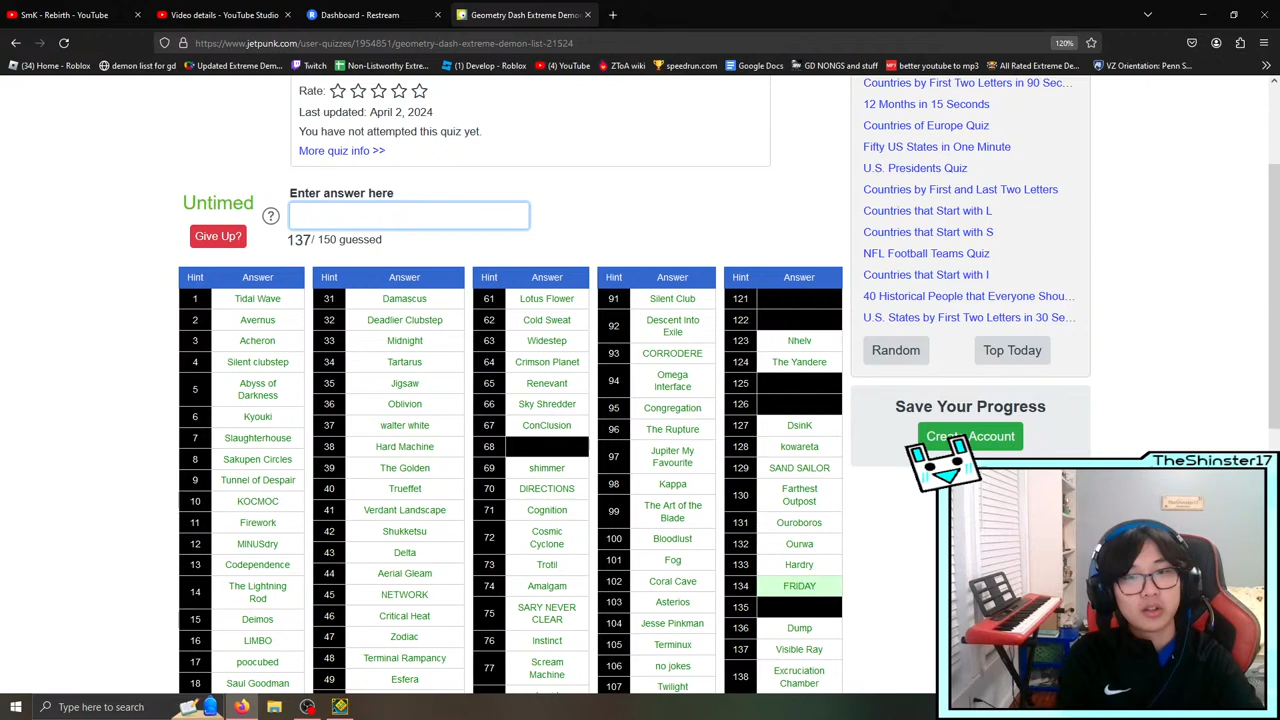 SmK - Rebirth - YouTube
Video details - YouTube Studio
Dashboard - Restream
Geometry Dash Extreme Demon
https://www.jetpunk.com/user-quizzes/1954851/geometry-dash-extreme-demon-list-21524
120%
(34) Home - Roblox
demon lisst for gd
Updated Extreme Dem...
Twitch
Non-Listworthy Extre...
(1) Develop - Roblox
(4) YouTube
ZToA wiki
speedrun.com
Google Docs
GD NONGS and stuff
better youtube to mp3
All Rated Extreme De...
VZ Orientation: Penn S...
Rate:
Last updated: April 2, 2024
You have not attempted this quiz yet.
More quiz info >>
Untimed
?
Give Up?
Enter answer here
137/ 150 guessed
Hint Answer
1 Tidal Wave
2 Avernus
3 Acheron
4 Silent clubstep
5 Abyss of
Darkness
6 Kyouki
7 Slaughterhouse
8 Sakupen Circles
9 Tunnel of Despair
10 KOCMOC
11 Firework
12 MINUSdry
13 Codependence
14 The Lightning
Rod
15 Deimos
16 LIMBO
17 poocubed
18 Saul Goodman
Hint Answer
31 Damascus
32 Deadlier Clubstep
33 Midnight
34 Tartarus
35 Jigsaw
36 Oblivion
37 walter white
38 Hard Machine
39 The Golden
40 Trueffet
41 Verdant Landscape
42 Shukketsu
43 Delta
44 Aerial Gleam
45 NETWORK
46 Critical Heat
47 Zodiac
48 Terminal Rampancy
49 Esfera
Hint Answer
61 Lotus Flower
62 Cold Sweat
63 Widestep
64 Crimson Planet
65 Renevant
66 Sky Shredder
67 ConClusion
68
69 shimmer
70 DIRECTIONS
71 Cognition
72 Cosmic
Cyclone
73 Trotil
74 Amalgam
75 SARY NEVER
CLEAR
76 Instinct
77 Scream
Machine
Hint Answer
91 Silent Club
92 Descent Into
Exile
93 CORRODERE
94 Omega
Interface
95 Congregation
96 The Rupture
97 Jupiter My
Favourite
98 Kappa
99 The Art of the
Blade
100 Bloodlust
101 Fog
102 Coral Cave
103 Asterios
104 Jesse Pinkman
105 Terminux
106 no jokes
107 Twilight
Hint Answer
121
122
123 Nhelv
124 The Yandere
125
126
127 DsinK
128 kowareta
129 SAND SAILOR
130 Farthest
Outpost
131 Ouroboros
132 Ourwa
133 Hardry
134 FRIDAY
135
136 Dump
137 Visible Ray
138 Excruciation
Chamber
Countries by First Two Letters in 90 Sec...
12 Months in 15 Seconds
Countries of Europe Quiz
Fifty US States in One Minute
U.S. Presidents Quiz
Countries by First and Last Two Letters
Countries that Start with L
Countries that Start with S
NFL Football Teams Quiz
Countries that Start with I
40 Historical People that Everyone Shou...
U.S. States by First Two Letters in 30 Se...
Random
Top Today
Save Your Progress
TheShinster17
Type here to search